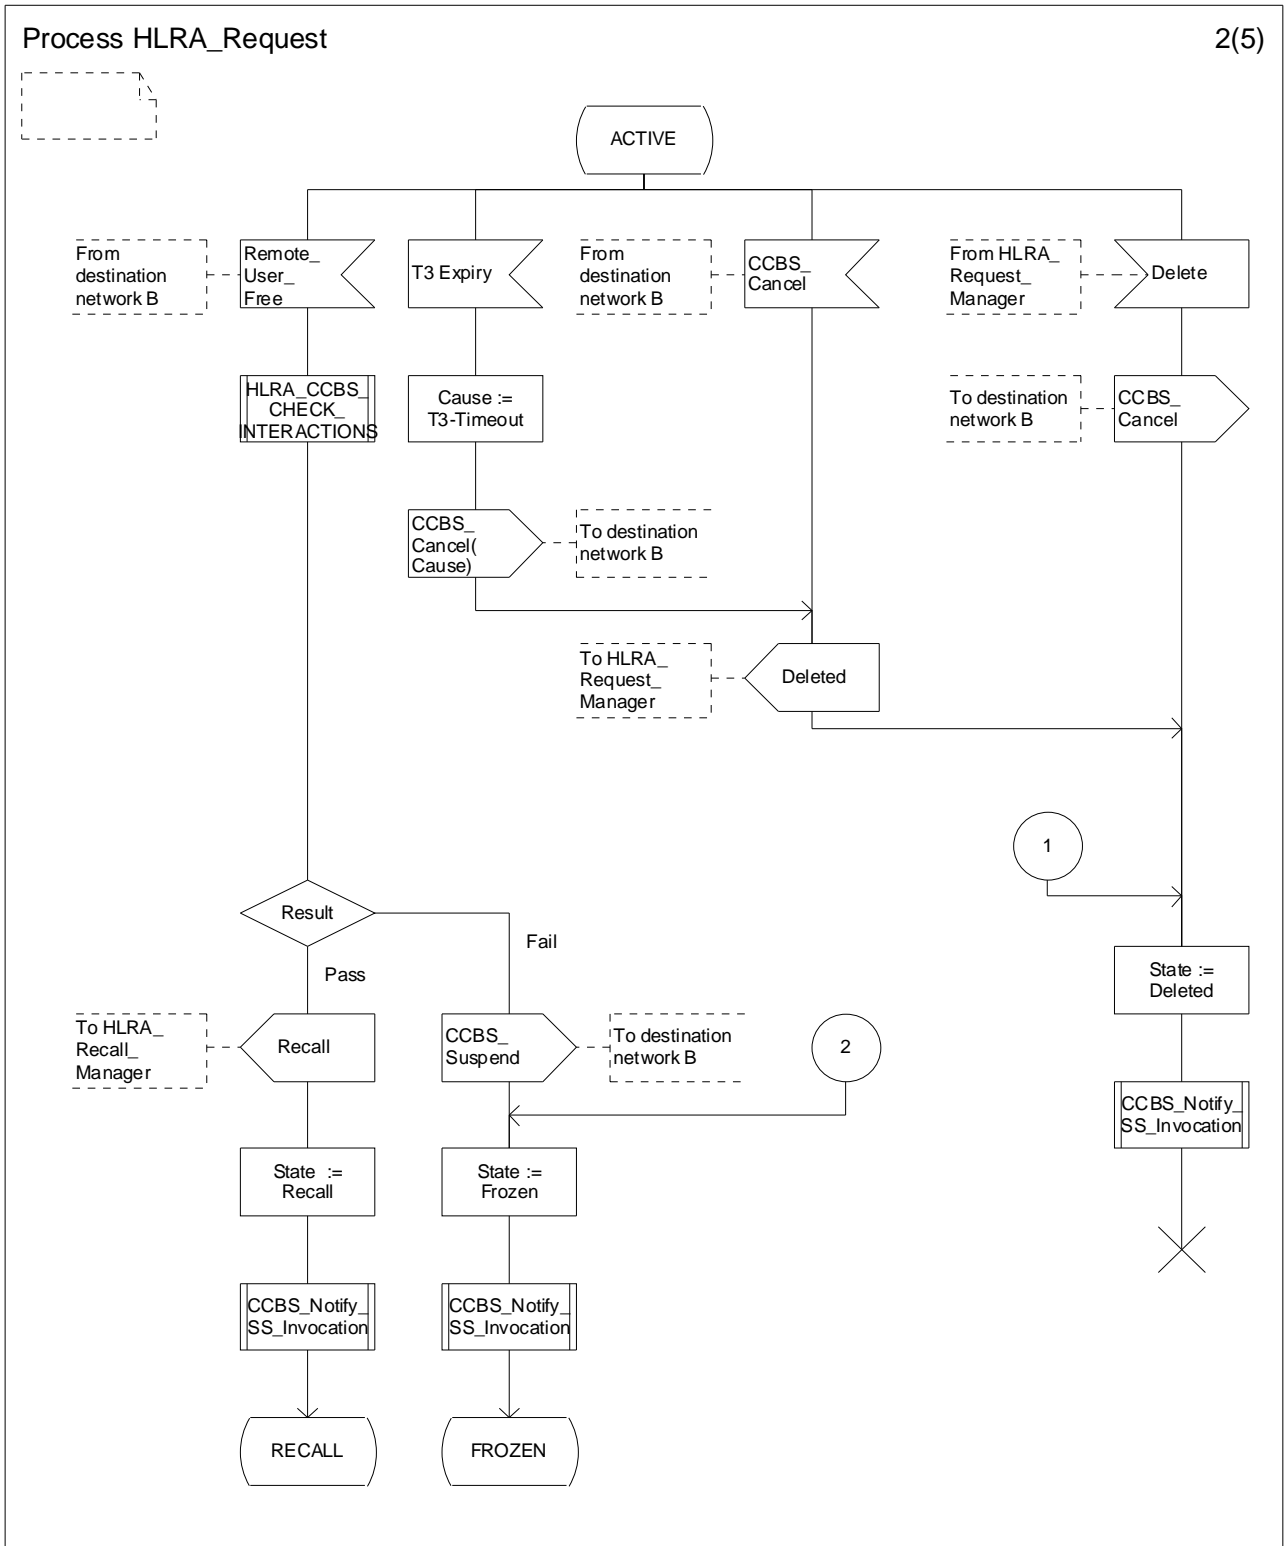 Process HLRA_Request
2(5)
ACTIVE
From
destination
network B
Remote_
User_
Free
T3 Expiry
From
destination
network B
CCBS_
Cancel
From HLRA_
Request_
Manager
Delete
HLRA_CCBS_
CHECK_
INTERACTIONS
Cause :=
T3-Timeout
To destination
network B
CCBS_
Cancel
CCBS_
Cancel(
Cause)
To destination
network B
To HLRA_
Request_
Manager
Deleted
1
Result
Fail
Pass
State :=
Deleted
To HLRA_
Recall_
Manager
Recall
CCBS_
Suspend
To destination
network B
2
CCBS_Notify_
SS_Invocation
State :=
Recall
State :=
Frozen
CCBS_Notify_
SS_Invocation
CCBS_Notify_
SS_Invocation
RECALL
FROZEN